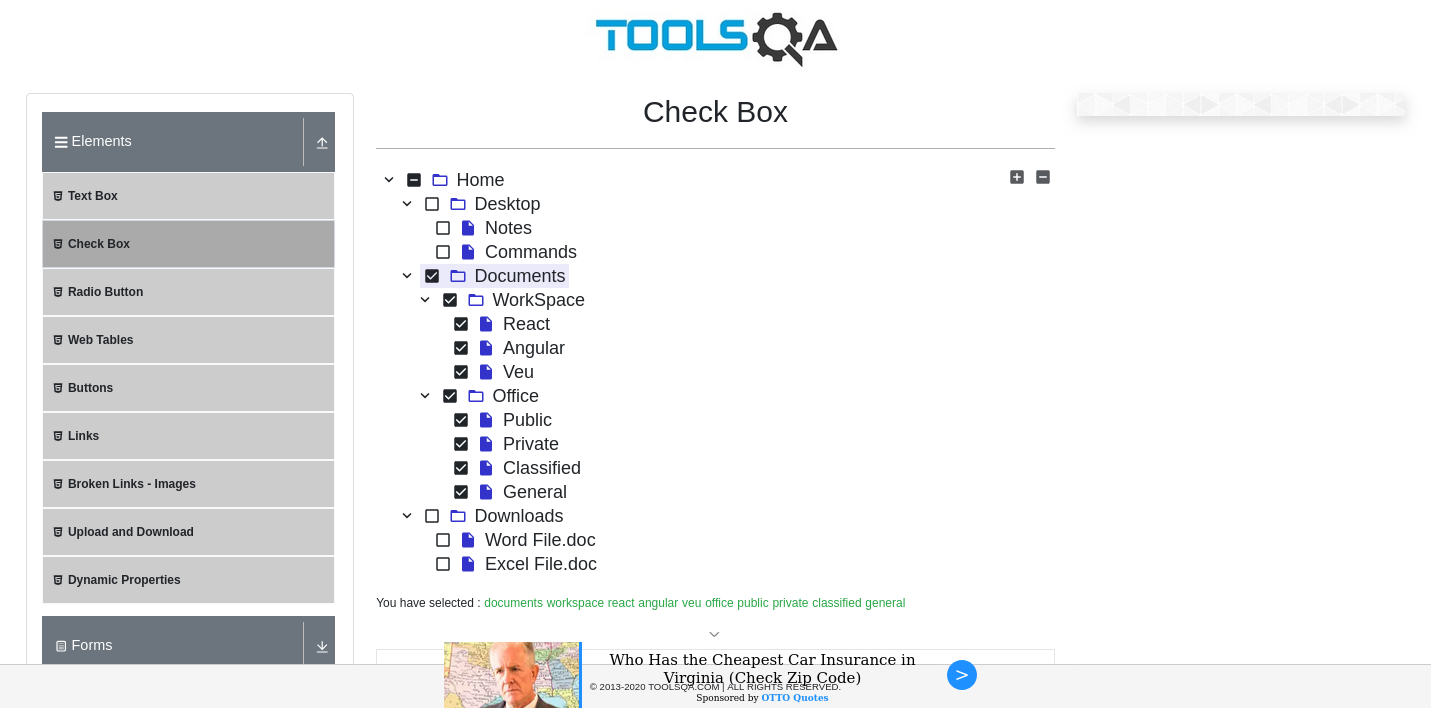 TOOLSQA
Elements
Text Box
Check Box
Radio Button
Web Tables
Buttons
Links
Broken Links - Images
Upload and Download
Dynamic Properties
Forms
Check Box
Home
Desktop
Notes
Commands
Documents
WorkSpace
React
Angular
Veu
Office
Public
Private
Classified
General
Downloads
Word File.doc
Excel File.doc
You have selected : documents workspace react angular veu office public private classified general
Who Has the Cheapest Car Insurance in
Virginia (Check Zip Code)
Sponsored by OTTO Quotes
>
© 2013-2020 TOOLSQA.COM | ALL RIGHTS RESERVED.